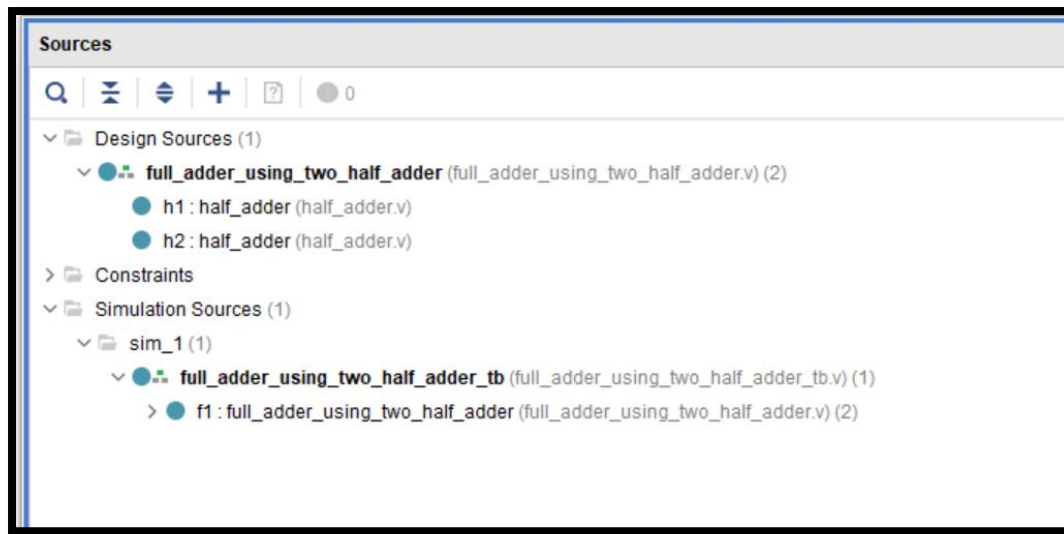 Sources
0
Design Sources (1)
full_adder_using_two_half_adder (full_adder_using_two_half_adder.v) (2)
h1 : half_adder (half_adder.v)
h2 : half_adder (half_adder.v)
Constraints
Simulation Sources (1)
sim_1 (1)
full_adder_using_two_half_adder_tb (full_adder_using_two_half_adder_tb.v) (1)
f1 : full_adder_using_two_half_adder (full_adder_using_two_half_adder.v) (2)